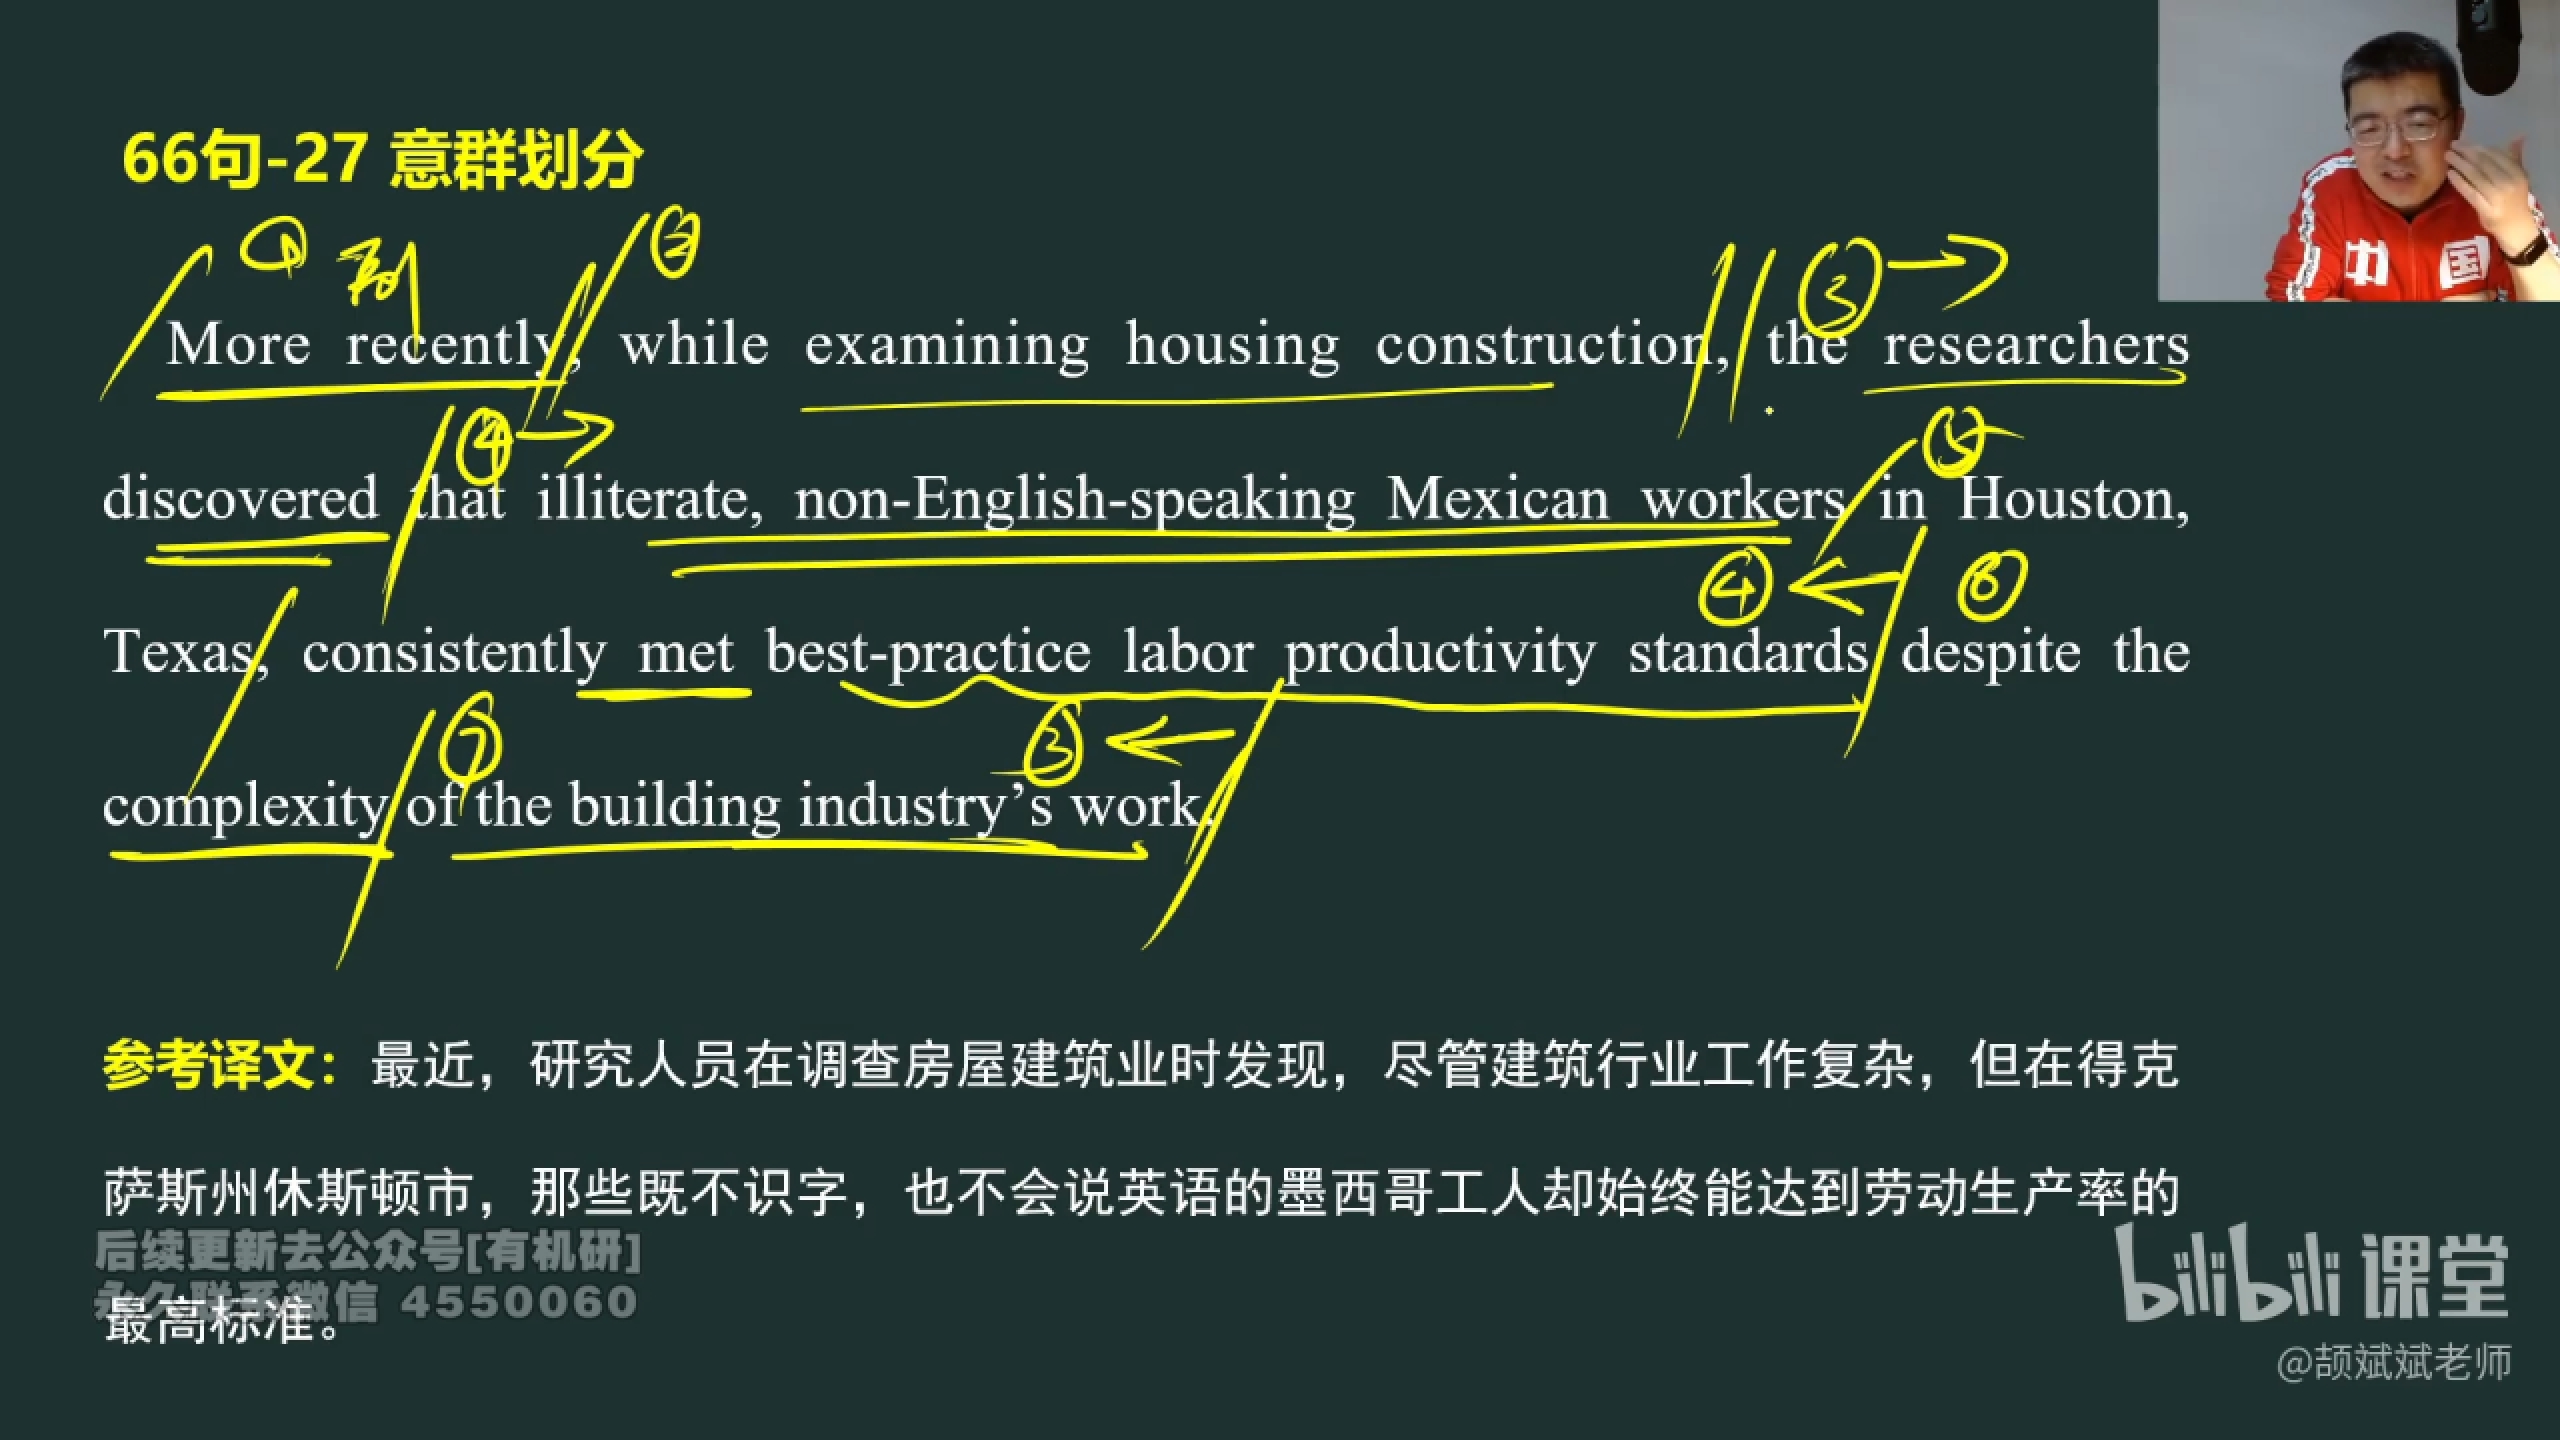 66句-27 意群划分
① 副 ②
③
More recently, while examining housing construction, the researchers
④ ⑤
discovered that illiterate, non-English-speaking Mexican workers in Houston,
④ ⑥
Texas, consistently met best-practice labor productivity standards despite the
⑦ ③
complexity of the building industry’s work.
参考译文：最近，研究人员在调查房屋建筑业时发现，尽管建筑行业工作复杂，但在得克
萨斯州休斯顿市，那些既不识字，也不会说英语的墨西哥工人却始终能达到劳动生产率的
最高标准。
后续更新去公众号[有机研]
永久联系微信 4550060
bilibili 课堂
@颉斌斌老师
中 国